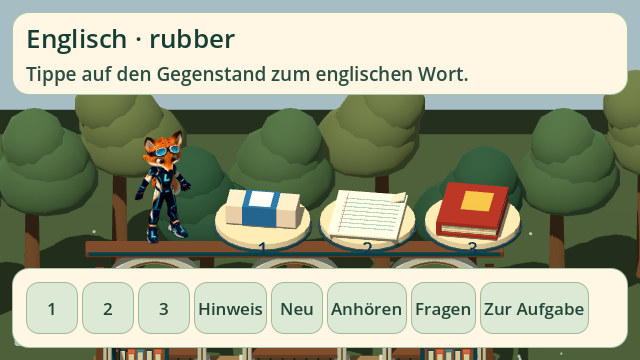 Englisch · rubber
Tippe auf den Gegenstand zum englischen Wort.
1 2 3
1 2 3 Hinweis Neu Anhören Fragen Zur Aufgabe